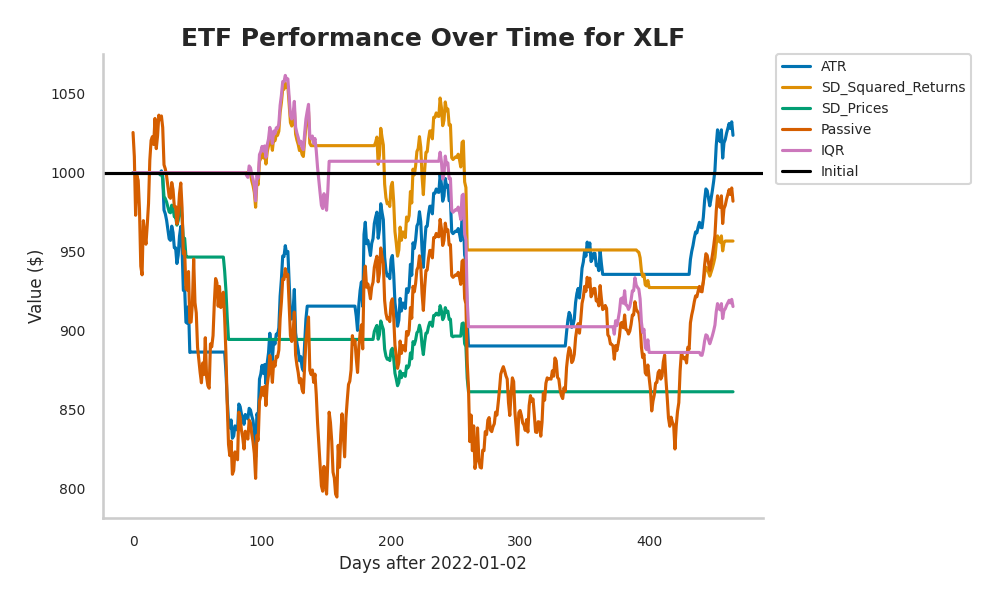 ETF Performance Over Time for XLF
ATR
SD_Squared_Returns
SD_Prices
Passive
IQR
Initial
Value ($)
1050
1000
950
900
850
800
0 100 200 300 400
Days after 2022-01-02